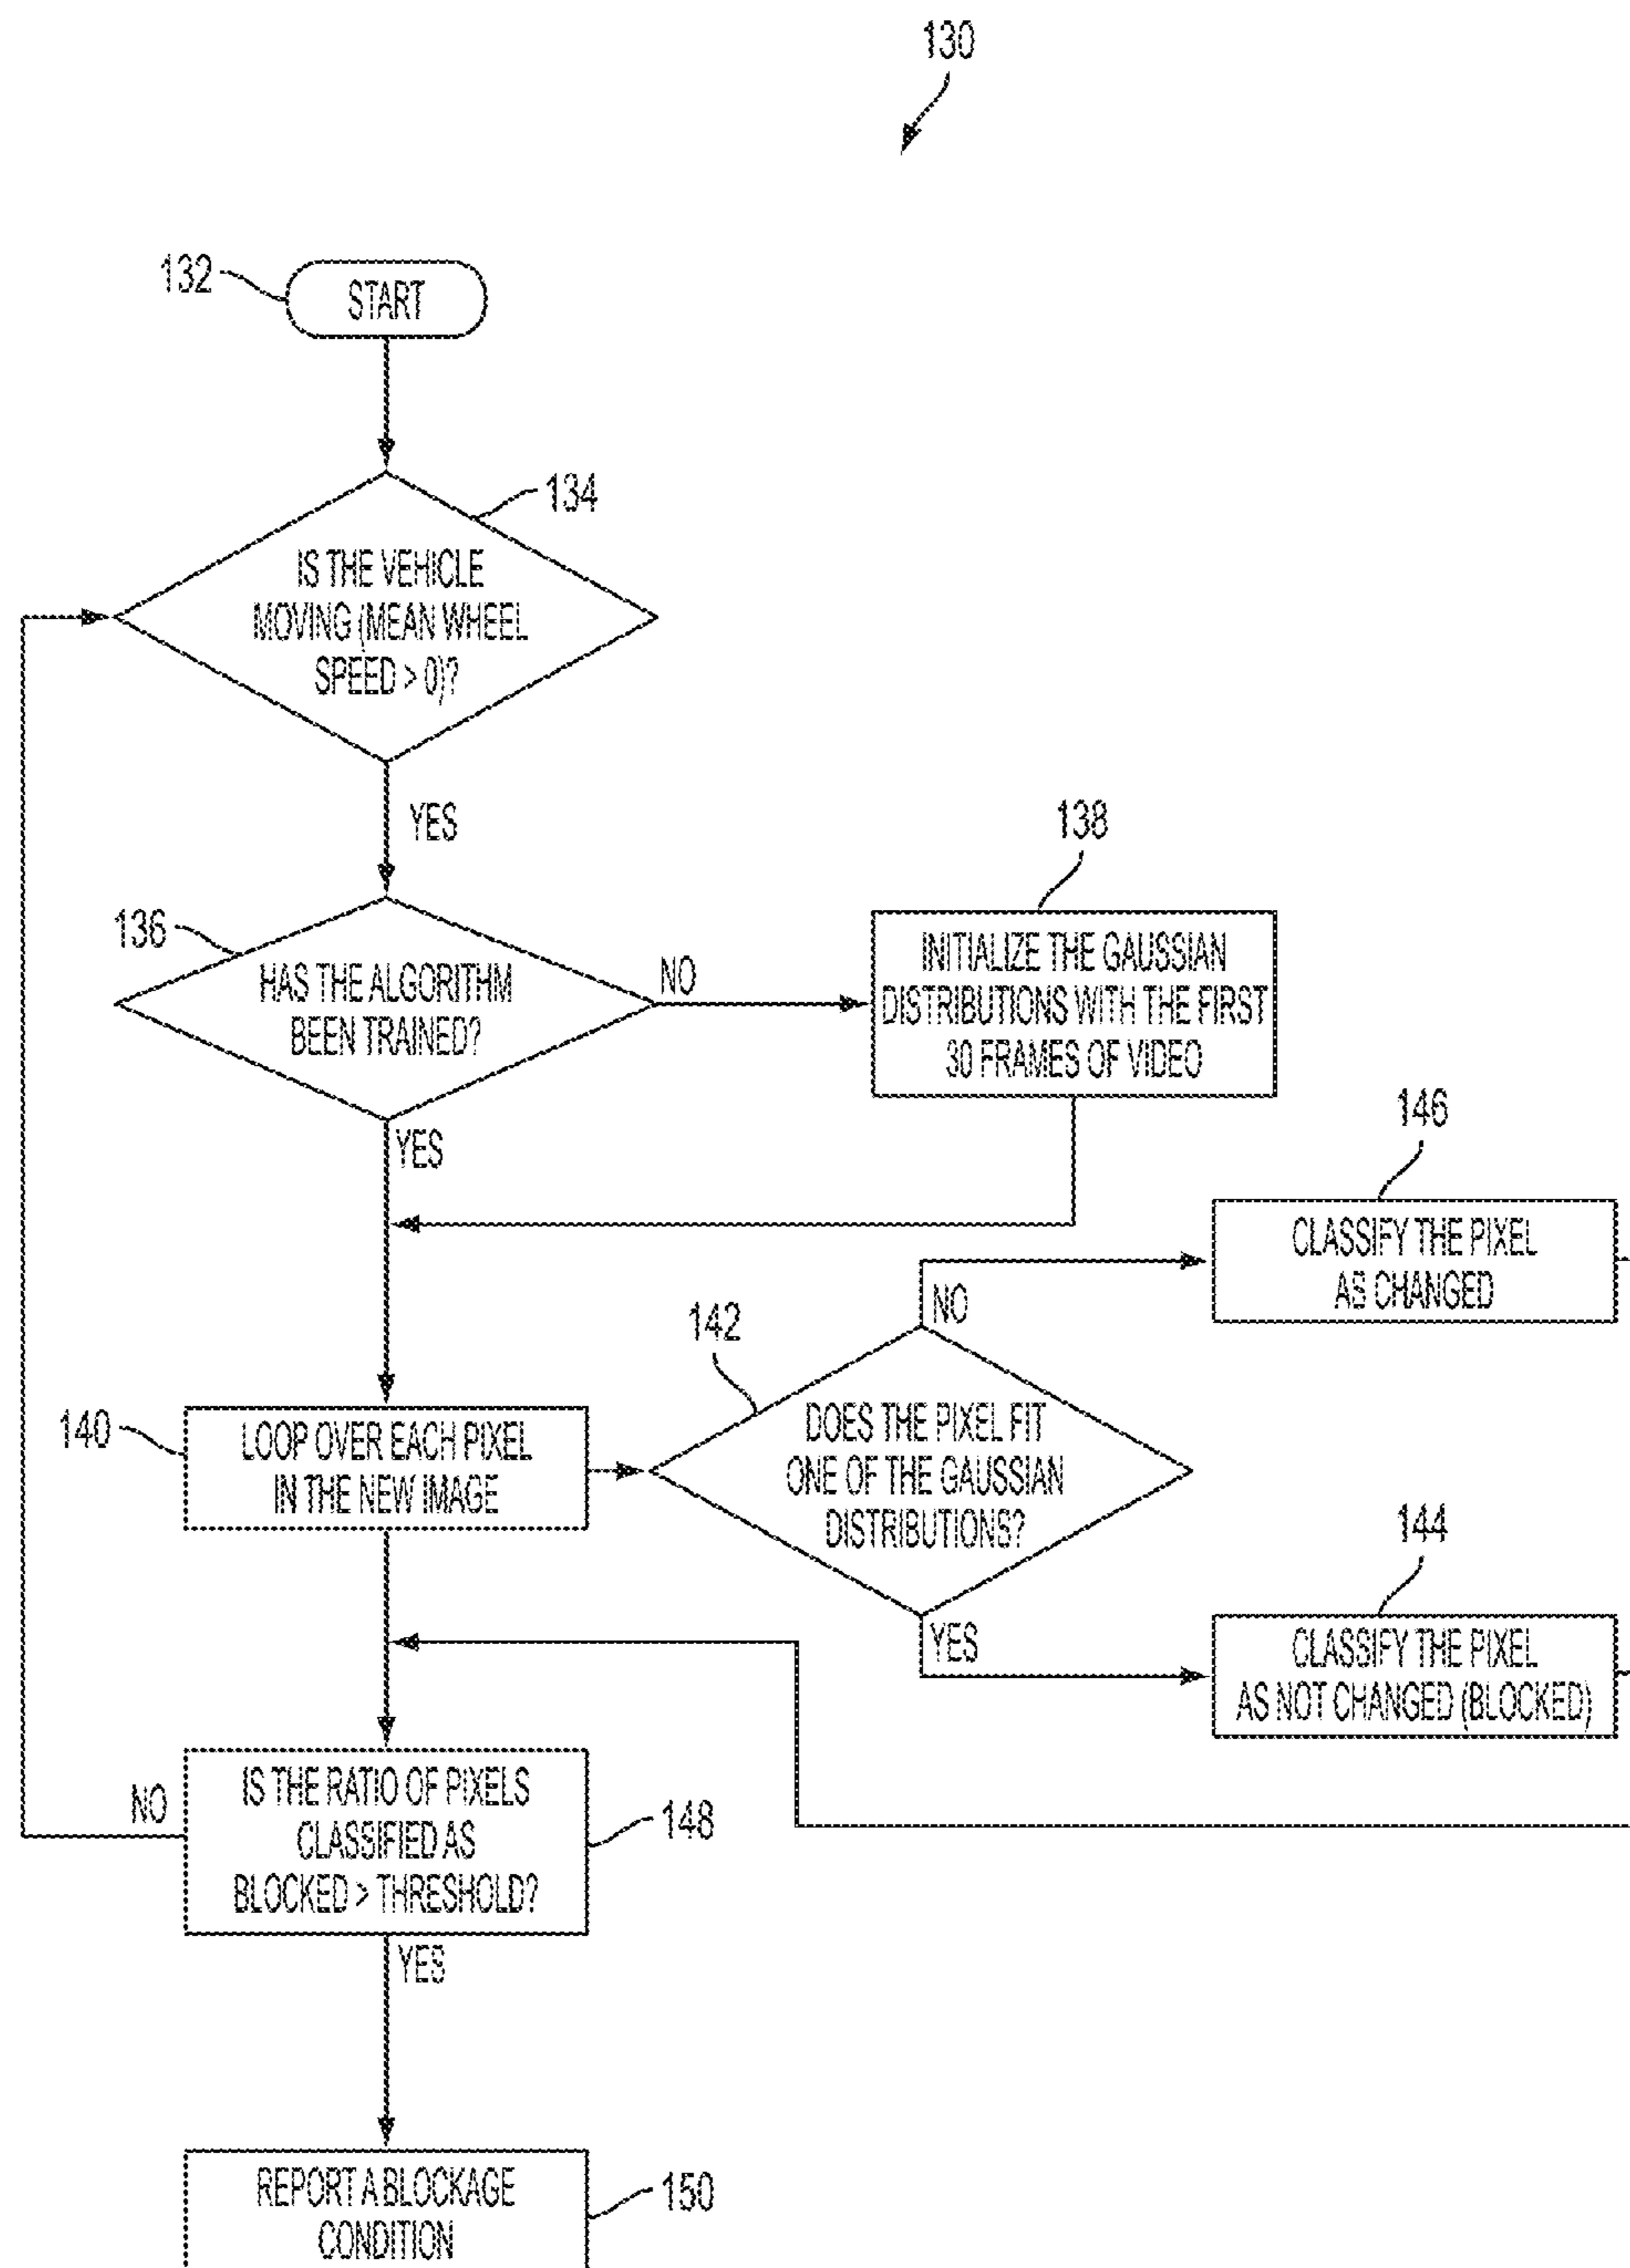 130
132
START
134
IS THE VEHICLE
MOVING (MEAN WHEEL
SPEED > 0)?
YES
136
HAS THE ALGORITHM
BEEN TRAINED?
NO
138
INITIALIZE THE GAUSSIAN
DISTRIBUTIONS WITH THE FIRST
30 FRAMES OF VIDEO
YES
146
CLASSIFY THE PIXEL
AS CHANGED
NO
142
DOES THE PIXEL FIT
ONE OF THE GAUSSIAN
DISTRIBUTIONS?
140
LOOP OVER EACH PIXEL
IN THE NEW IMAGE
144
YES
CLASSIFY THE PIXEL
AS NOT CHANGED (BLOCKED)
NO
IS THE RATIO OF PIXELS
CLASSIFIED AS
BLOCKED > THRESHOLD?
148
YES
REPORT A BLOCKAGE
CONDITION
150